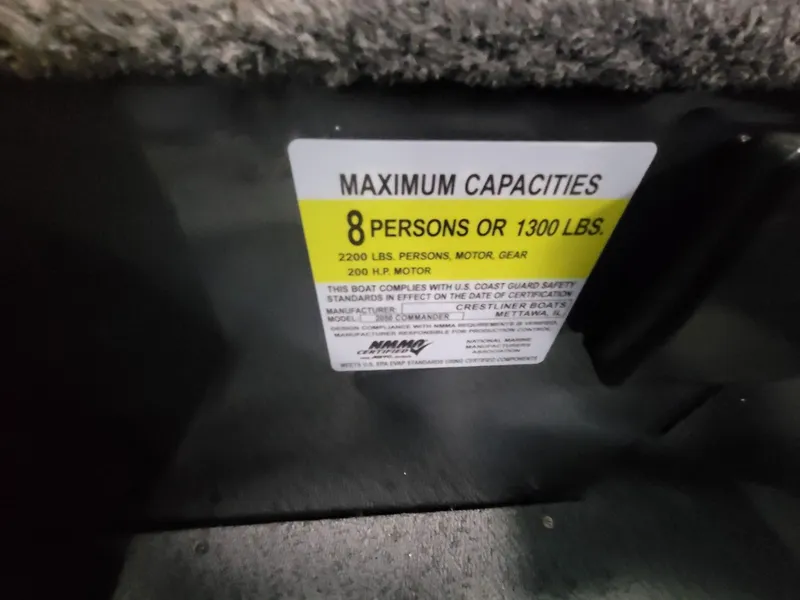 MAXIMUM CAPACITIES
8 PERSONS OR 1300 LBS.
2200 LBS. PERSONS, MOTOR, GEAR
200 H.P. MOTOR
THIS BOAT COMPLIES WITH U.S. COAST GUARD SAFETY
STANDARDS IN EFFECT ON THE DATE OF CERTIFICATION
MANUFACTURER: CRESTLINER BOATS
METTAWA, IL
MODEL: COMMANDER
DESIGN COMPLIANCE WITH NMMA REQUIREMENTS IS VERIFIED.
MANUFACTURER RESPONSIBLE FOR PRODUCTION CONTROL.
NMMA
CERTIFIED
NATIONAL MARINE
MANUFACTURERS
ASSOCIATION
MEETS U.S. EPA EVAP STANDARDS USING CERTIFIED COMPONENTS